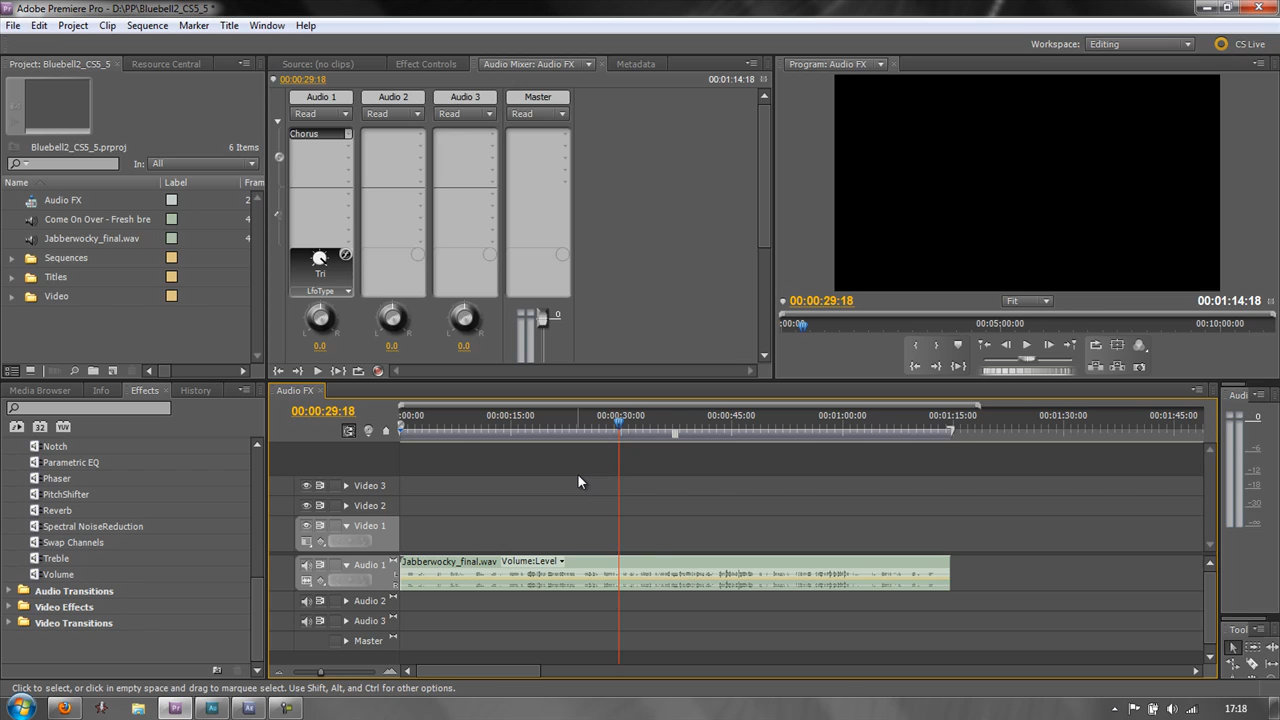 Adobe Premiere Pro - D:\PP\Bluebell2_CS5_5 *
File Edit Project Clip Sequence Marker Title Window Help
Workspace: Editing CS Live
Project: Bluebell2_CS5_5 Resource Central
Bluebell2_CS5_5.prproj
6 Items
In: All
Name Label Fram
Audio FX 2
Come On Over - Fresh bre 4
Jabberwocky_final.wav 4
Sequences
Titles
Video
Source: (no clips) Effect Controls Audio Mixer: Audio FX Metadata
00:00:29:18 00:01:14:18
Audio 1 Audio 2 Audio 3 Master
Read Read Read Read
Chorus
Tri
LfoType
L R L R L R 0
0.0 0.0 0.0
Program: Audio FX
00:00:29:18 Fit 00:01:14:18
:00:00 00:05:00:00 00:10:00:00
Media Browser Info Effects History
32 YUV
Notch
Parametric EQ
Phaser
PitchShifter
Reverb
Spectral NoiseReduction
Swap Channels
Treble
Volume
Audio Transitions
Video Effects
Video Transitions
Audio FX
00:00:29:18
:00:00 00:00:15:00 00:00:30:00 00:00:45:00 00:01:00:00 00:01:15:00 00:01:30:00 00:01:45:00
Video 3
Video 2
Video 1
Audio 1 Jabberwocky_final.wav Volume:Level
L
R
Audio 2
Audio 3
Master
Audi
0
-6
-12
-18
-30
-∞
Tool
Click to select, or click in empty space and drag to marquee select. Use Shift, Alt, and Ctrl for other options.
Pr Au Ae 17:18